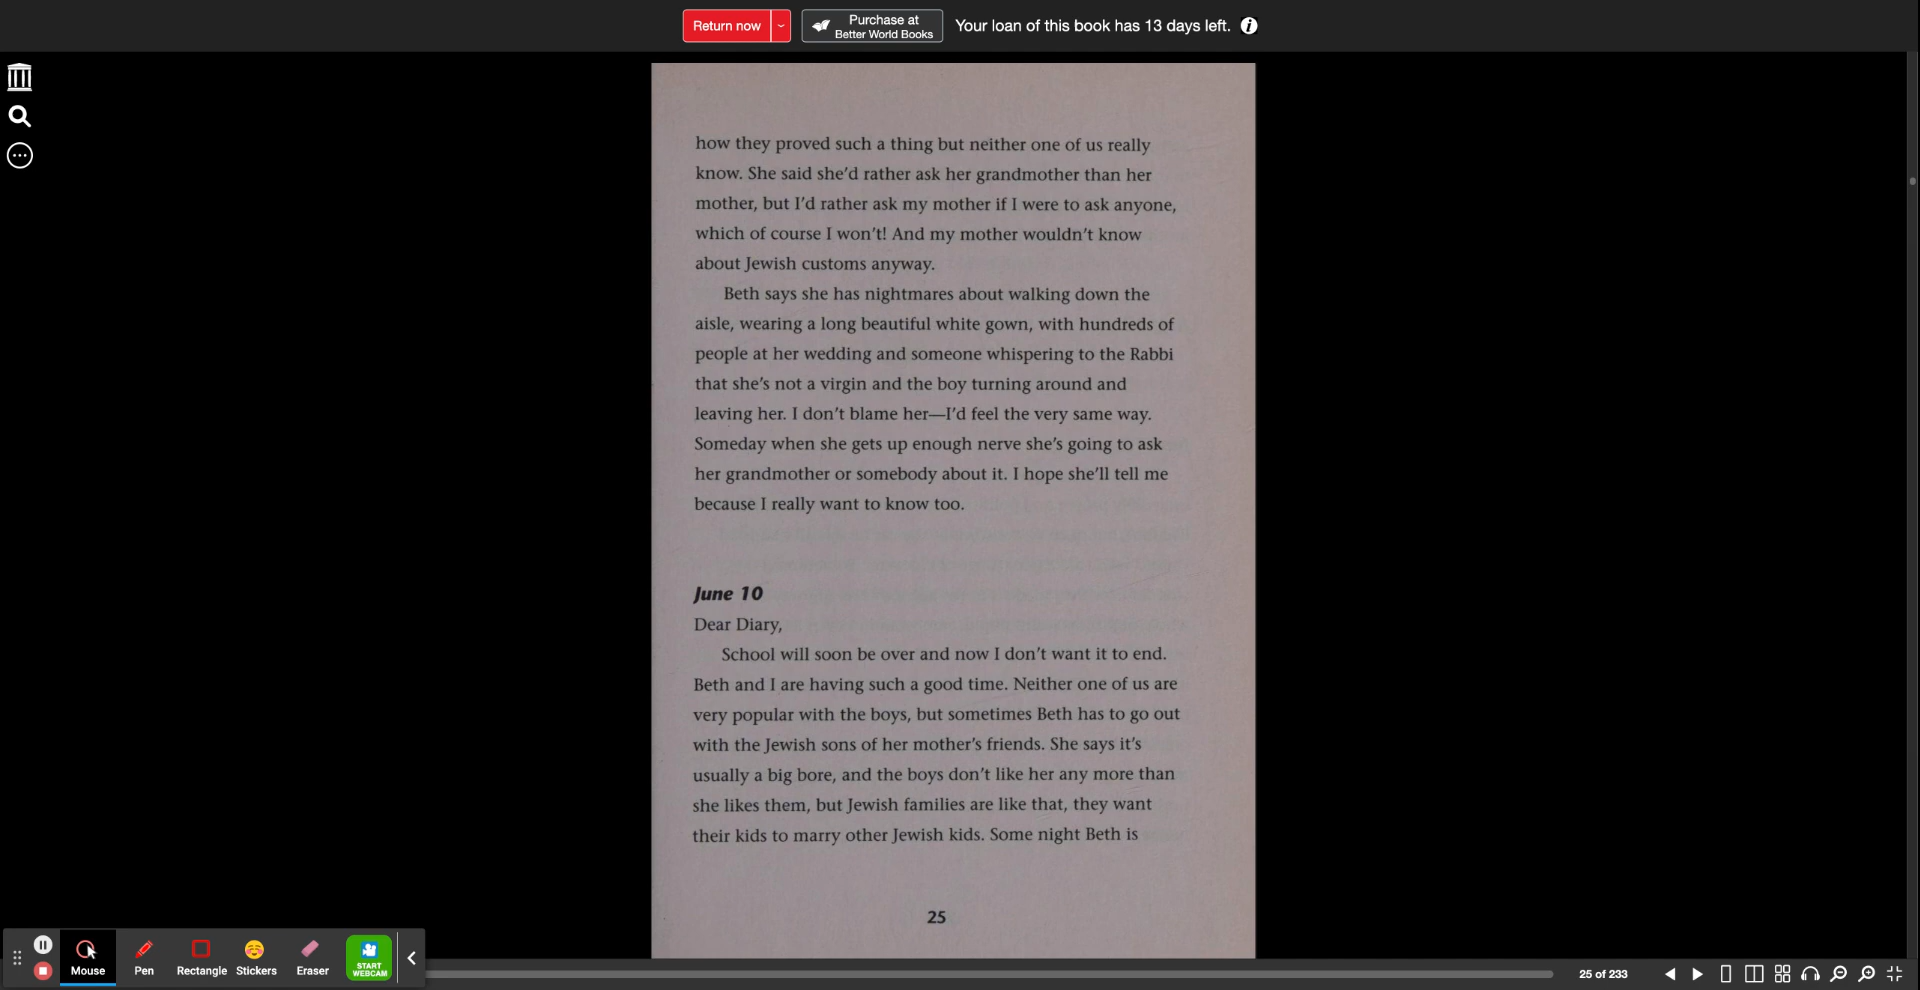 Return now
Purchase at
Better World Books
Your loan of this book has 13 days left.
how they proved such a thing but neither one of us really
know. She said she’d rather ask her grandmother than her
mother, but I’d rather ask my mother if I were to ask anyone,
which of course I won’t! And my mother wouldn’t know
about Jewish customs anyway.
Beth says she has nightmares about walking down the
aisle, wearing a long beautiful white gown, with hundreds of
people at her wedding and someone whispering to the Rabbi
that she’s not a virgin and the boy turning around and
leaving her. I don’t blame her—I’d feel the very same way.
Someday when she gets up enough nerve she’s going to ask
her grandmother or somebody about it. I hope she’ll tell me
because I really want to know too.
June 10
Dear Diary,
School will soon be over and now I don’t want it to end.
Beth and I are having such a good time. Neither one of us are
very popular with the boys, but sometimes Beth has to go out
with the Jewish sons of her mother’s friends. She says it’s
usually a big bore, and the boys don’t like her any more than
she likes them, but Jewish families are like that, they want
their kids to marry other Jewish kids. Some night Beth is
25
Mouse
Pen
Rectangle
Stickers
Eraser
START
WEBCAM
25 of 233